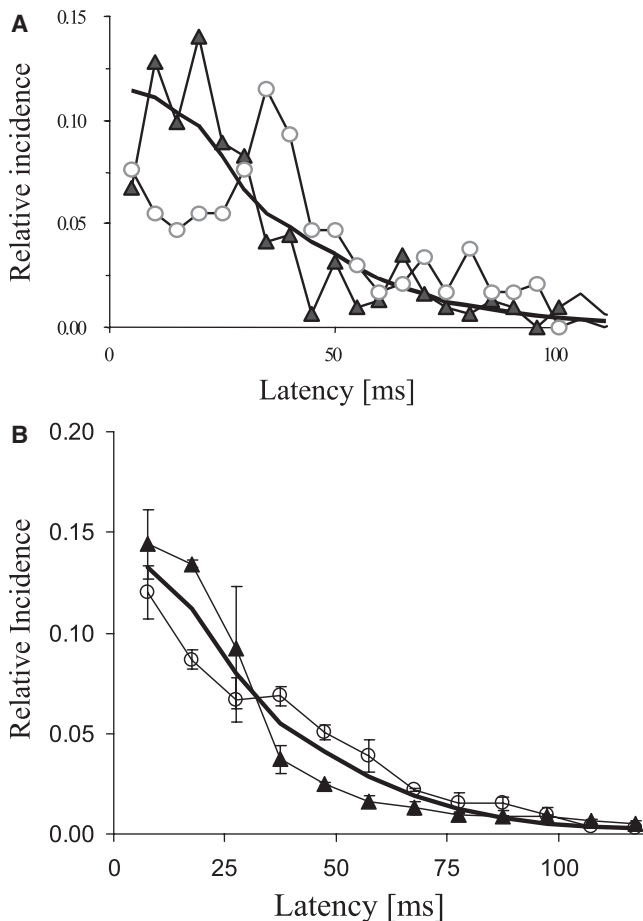 A
0.15
0.10
0.05
0.00
Relative incidence
0 50 100
Latency [ms]
B
0.20
0.15
0.10
0.05
0.00
Relative Incidence
0 25 50 75 100
Latency [ms]